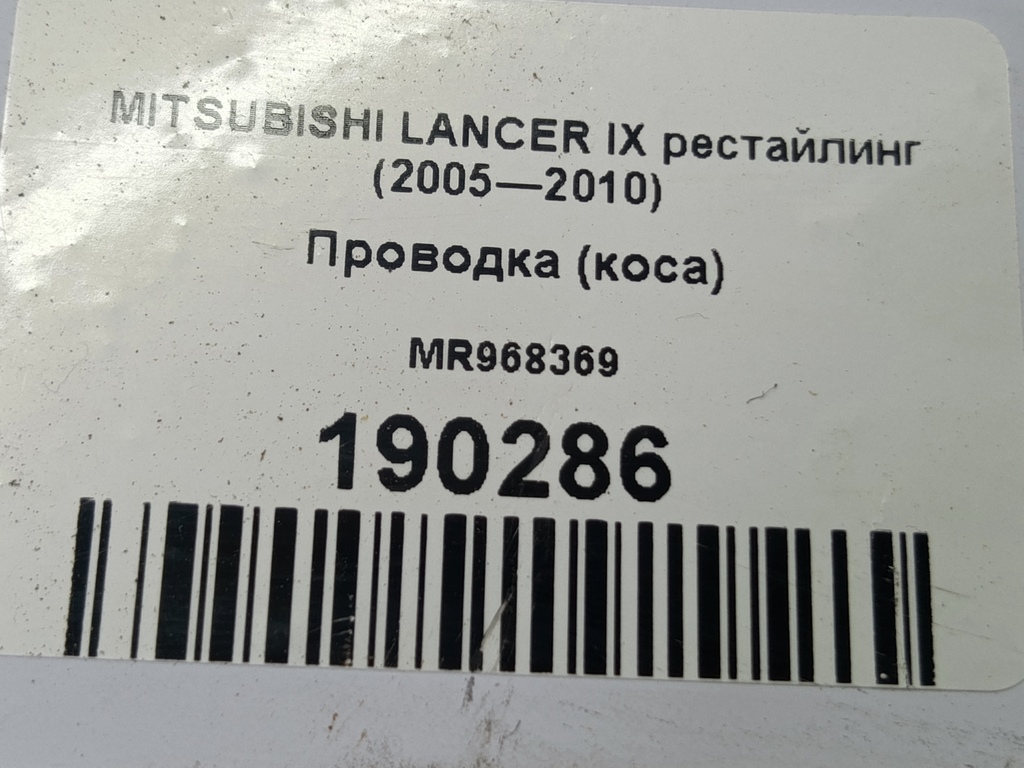 MITSUBISHI LANCER IX рестайлинг
(2005—2010)
Проводка (коса)
MR968369
190286